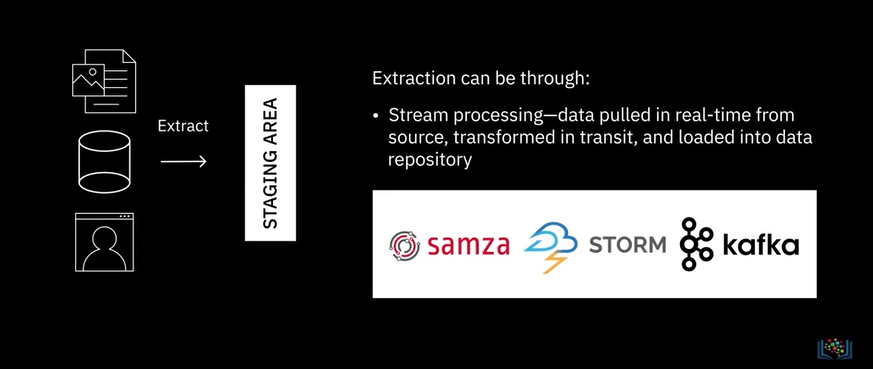 Extract
STAGING AREA
Extraction can be through:
• Stream processing—data pulled in real-time from
source, transformed in transit, and loaded into data
repository
samza
STORM
kafka